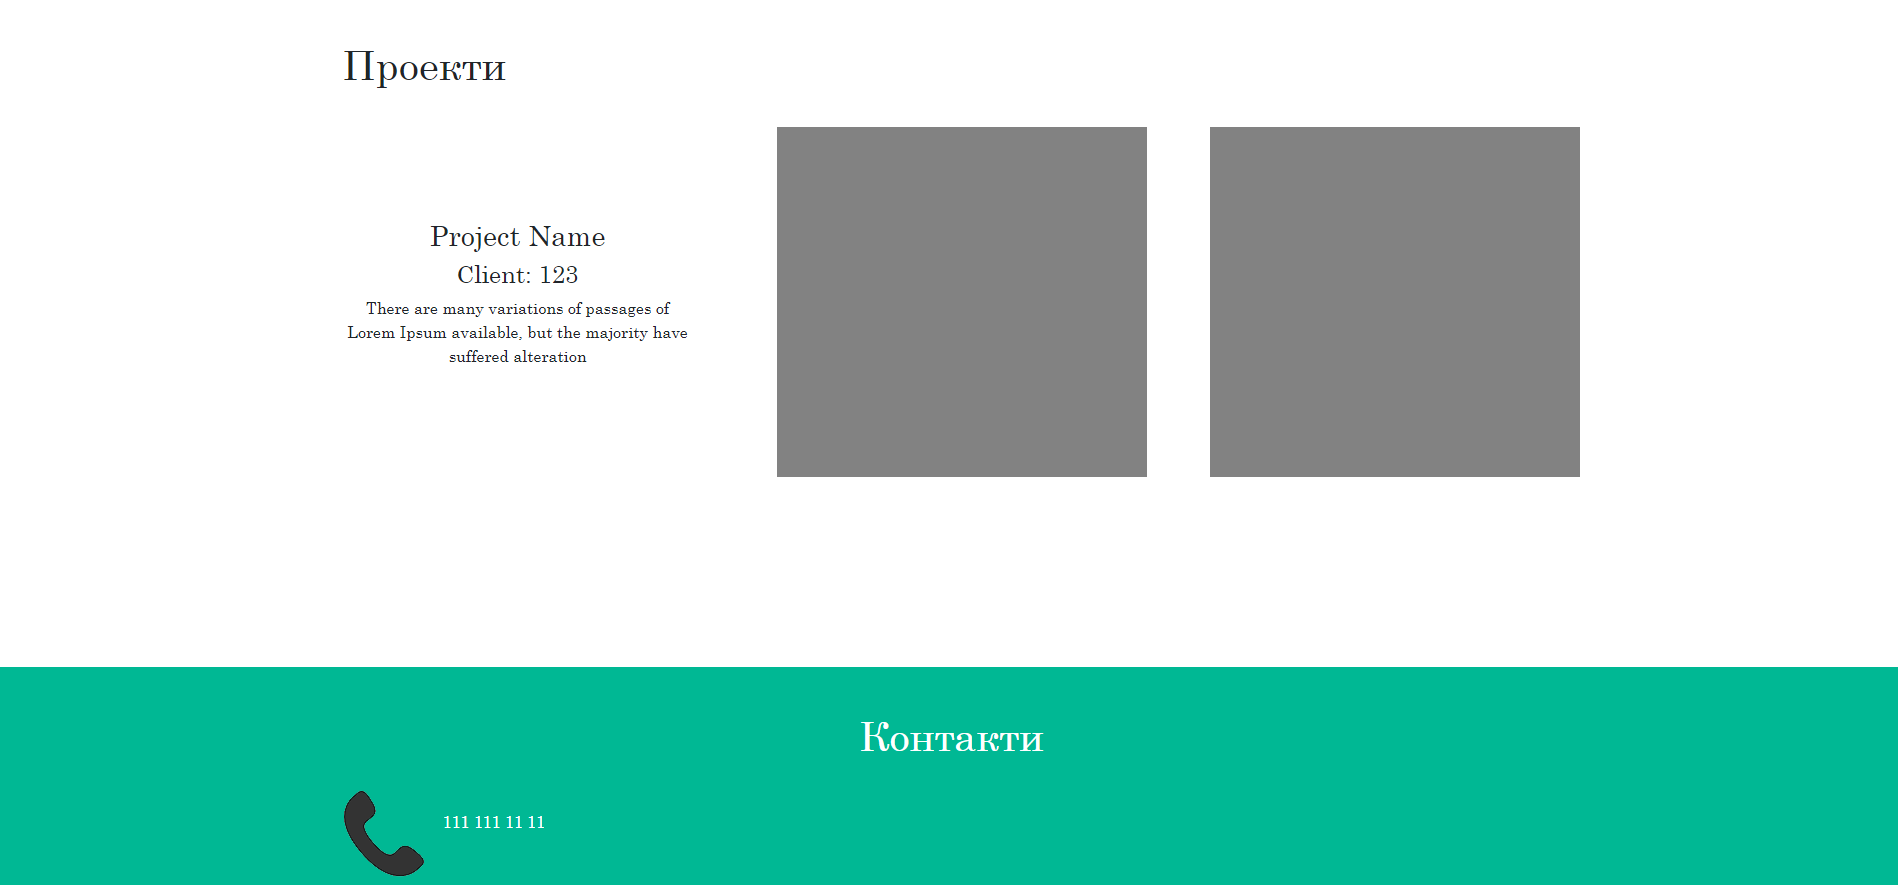 Проекти
Project Name
Client: 123
There are many variations of passages of
Lorem Ipsum available, but the majority have
suffered alteration
Контакти
111 111 11 11